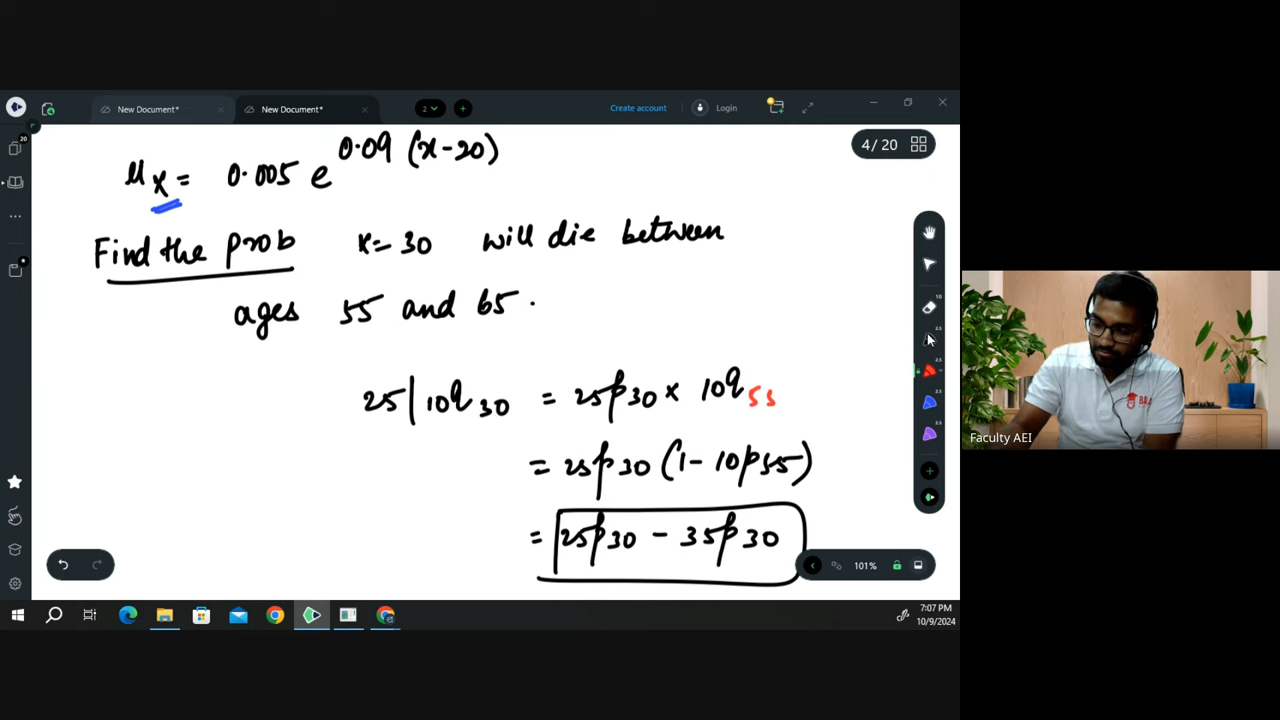 New Document*
New Document*
2
Create account
Login
4 / 20
μx = 0.005 e^0.09 (x-20)
Find the prob x = 30 will die between
ages 55 and 65.
25|10q30 = 25p30 x 10q55
= 25p30 (1 - 10p55)
= 25p30 - 35p30
101%
7:07 PM
10/9/2024
Faculty AEI